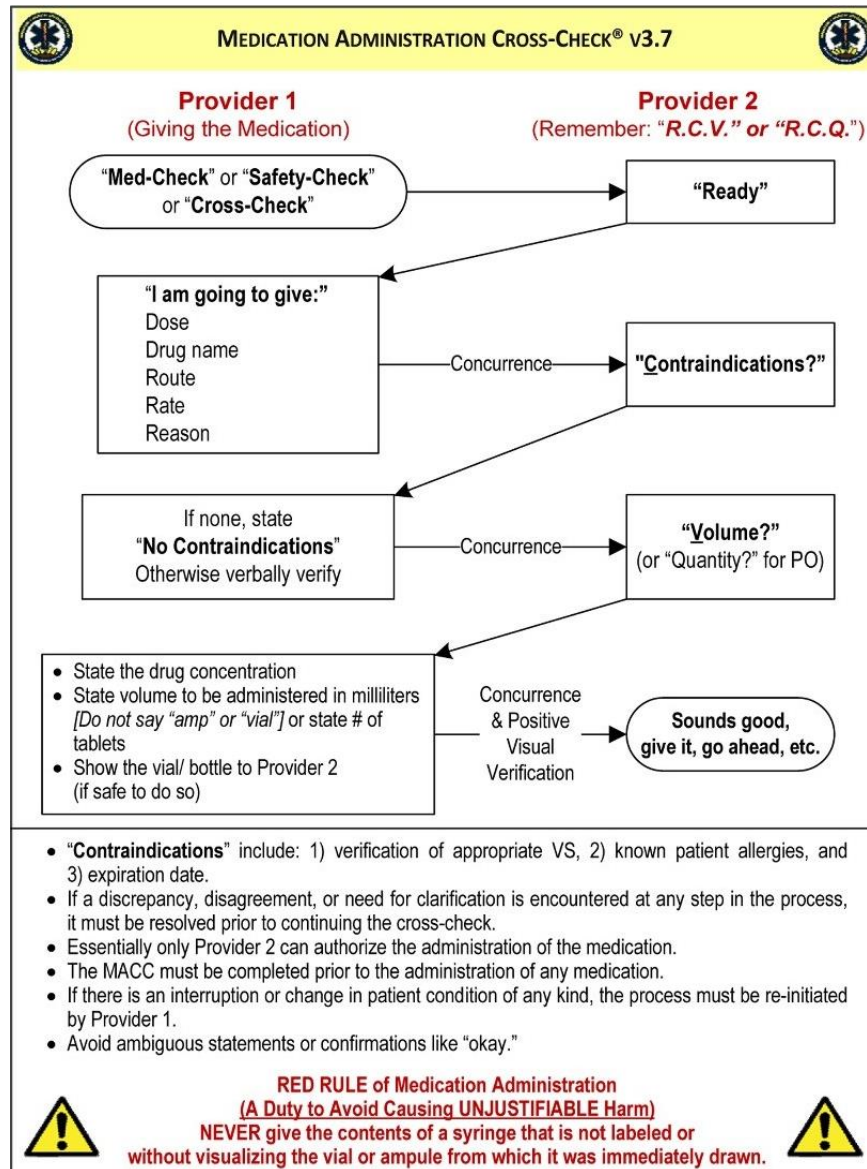 MEDICATION ADMINISTRATION CROSS-CHECK® V3.7
Provider 1
(Giving the Medication)
Provider 2
(Remember: “R.C.V.” or “R.C.Q.”)
“Med-Check” or “Safety-Check”
or “Cross-Check”
“Ready”
“I am going to give:”
Dose
Drug name
Route
Rate
Reason
Concurrence
"Contraindications?”
If none, state
“No Contraindications”
Otherwise verbally verify
Concurrence
“Volume?”
(or “Quantity?” for PO)
• State the drug concentration
• State volume to be administered in milliliters
[Do not say “amp” or “vial”] or state # of
tablets
• Show the vial/ bottle to Provider 2
(if safe to do so)
Concurrence
& Positive
Visual
Verification
Sounds good,
give it, go ahead, etc.
• “Contraindications” include: 1) verification of appropriate VS, 2) known patient allergies, and
3) expiration date.
• If a discrepancy, disagreement, or need for clarification is encountered at any step in the process,
it must be resolved prior to continuing the cross-check.
• Essentially only Provider 2 can authorize the administration of the medication.
• The MACC must be completed prior to the administration of any medication.
• If there is an interruption or change in patient condition of any kind, the process must be re-initiated
by Provider 1.
• Avoid ambiguous statements or confirmations like “okay.”
RED RULE of Medication Administration
(A Duty to Avoid Causing UNJUSTIFIABLE Harm)
NEVER give the contents of a syringe that is not labeled or
without visualizing the vial or ampule from which it was immediately drawn.